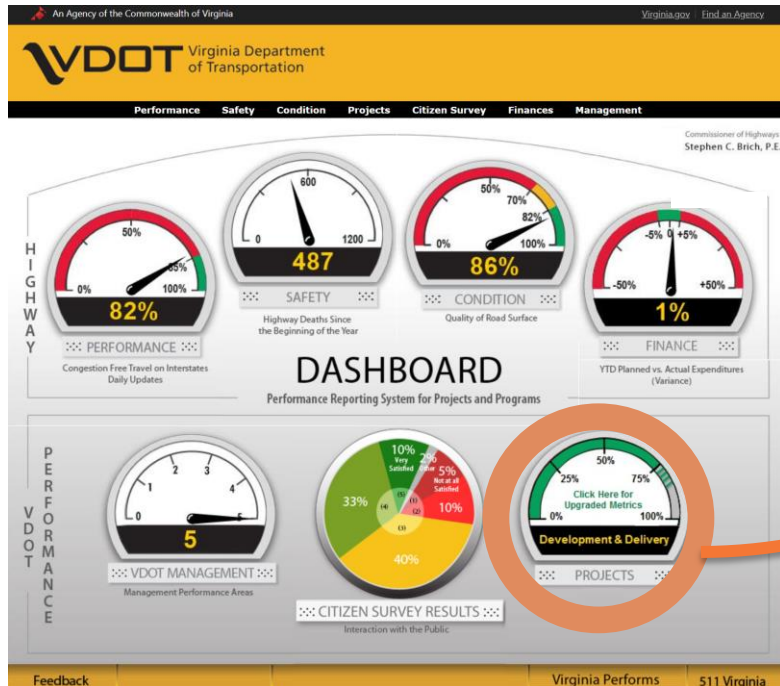 An Agency of the Commonwealth of Virginia
Virginia.gov | Find an Agency
VDOT Virginia Department
of Transportation
Performance Safety Condition Projects Citizen Survey Finances Management
Commissioner of Highways
Stephen C. Brich, P.E.
HIGHWAY
0% 50% 85% 100%
82%
PERFORMANCE
Congestion Free Travel on Interstates
Daily Updates
0 600 1200
487
SAFETY
Highway Deaths Since
the Beginning of the Year
0% 50% 70% 82% 100%
86%
CONDITION
Quality of Road Surface
-50% -5% 0 +5% +50%
1%
FINANCE
YTD Planned vs. Actual Expenditures
(Variance)
DASHBOARD
Performance Reporting System for Projects and Programs
VDOT
PERFORMANCE
0 1 2 3 4 5
5
VDOT MANAGEMENT
Management Performance Areas
10%
Very
Satisfied
2%
Other
5%
Not at all
Satisfied
33%
10%
40%
(5)
(1)
(4)
(2)
(3)
CITIZEN SURVEY RESULTS
Interaction with the Public
0% 25% 50% 75% 100%
Click Here for
Upgraded Metrics
Development & Delivery
PROJECTS
Feedback
Virginia Performs
511 Virginia